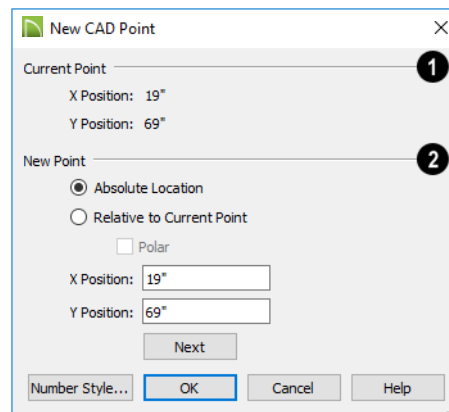 New CAD Point
Current Point 1
X Position: 19"
Y Position: 69"
New Point 2
Absolute Location
Relative to Current Point
Polar
X Position: 19"
Y Position: 69"
Next
Number Style... OK Cancel Help